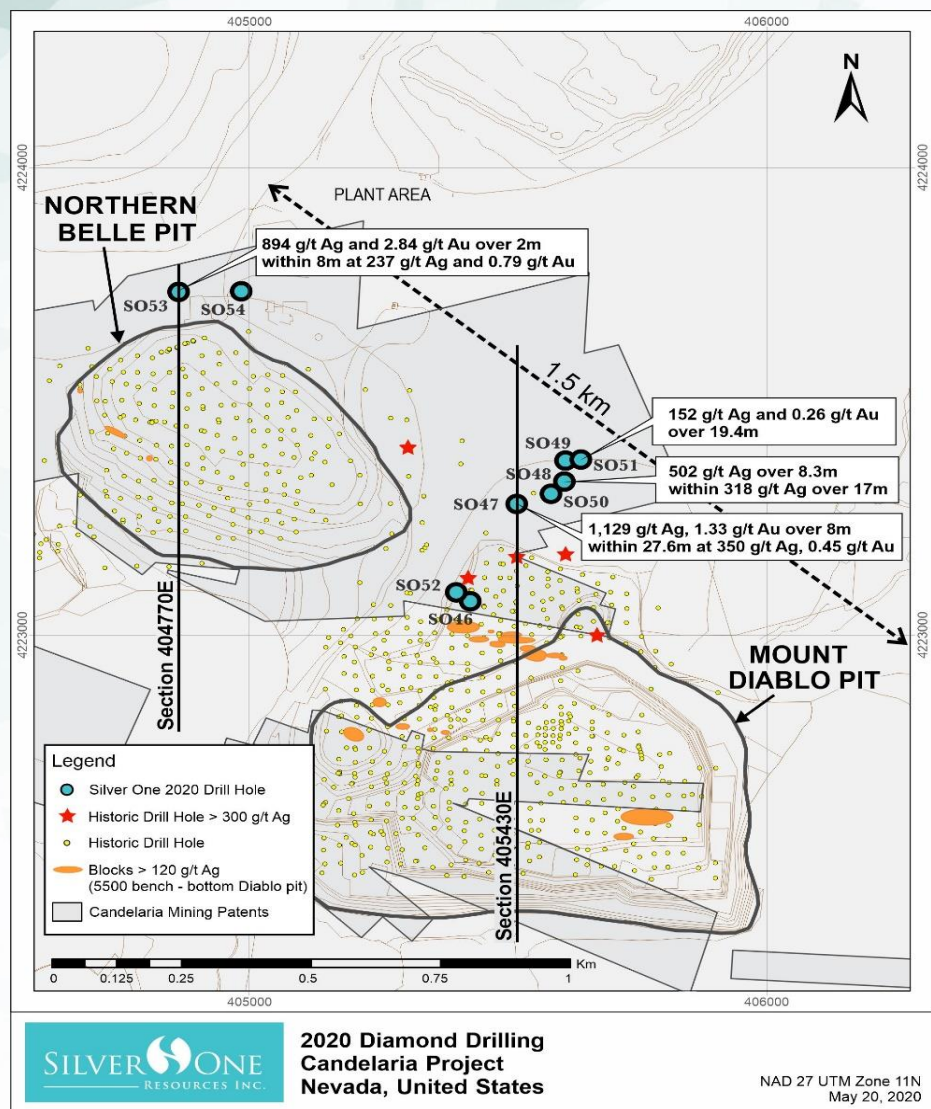 405000
406000
N
4224000
4224000
PLANT AREA
NORTHERN
BELLE PIT
894 g/t Ag and 2.84 g/t Au over 2m
within 8m at 237 g/t Ag and 0.79 g/t Au
SO53
SO54
1.5 km
152 g/t Ag and 0.26 g/t Au
over 19.4m
SO49
SO51
SO48
502 g/t Ag over 8.3m
within 318 g/t Ag over 17m
SO50
SO47
1,129 g/t Ag, 1.33 g/t Au over 8m
within 27.6m at 350 g/t Ag, 0.45 g/t Au
SO52
SO46
4223000
4223000
Section 404770E
MOUNT
DIABLO PIT
Section 405430E
Legend
Silver One 2020 Drill Hole
Historic Drill Hole > 300 g/t Ag
Historic Drill Hole
Blocks > 120 g/t Ag
(5500 bench - bottom Diablo pit)
Candelaria Mining Patents
Km
0 0.125 0.25 0.5 0.75 1
405000
406000
SILVER ONE
RESOURCES INC.
2020 Diamond Drilling
Candelaria Project
Nevada, United States
NAD 27 UTM Zone 11N
May 20, 2020